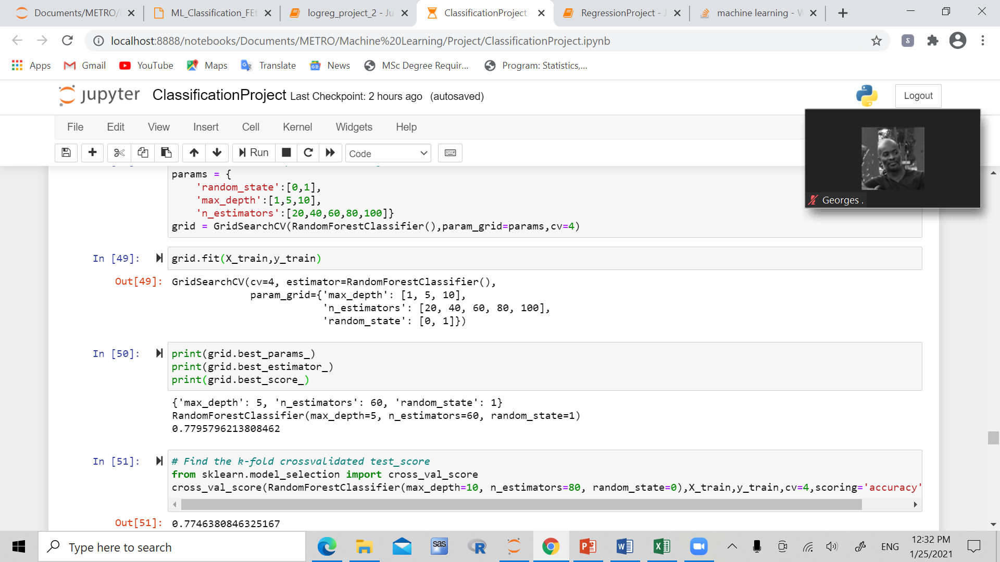 Documents/METRO/
ML_Classification_FEt
logreg_project_2 - Ju
ClassificationProject
RegressionProject - J
machine learning - W
localhost:8888/notebooks/Documents/METRO/Machine%20Learning/Project/ClassificationProject.ipynb
Apps
Gmail
YouTube
Maps
Translate
News
MSc Degree Requir...
Program: Statistics,...
jupyter
ClassificationProject Last Checkpoint: 2 hours ago (autosaved)
Logout
File Edit View Insert Cell Kernel Widgets Help
Run
Code
Georges .
params = {
'random_state':[0,1],
'max_depth':[1,5,10],
'n_estimators':[20,40,60,80,100]}
grid = GridSearchCV(RandomForestClassifier(),param_grid=params,cv=4)
In [49]: grid.fit(X_train,y_train)
Out[49]: GridSearchCV(cv=4, estimator=RandomForestClassifier(),
param_grid={'max_depth': [1, 5, 10],
'n_estimators': [20, 40, 60, 80, 100],
'random_state': [0, 1]})
In [50]: print(grid.best_params_)
print(grid.best_estimator_)
print(grid.best_score_)
{'max_depth': 5, 'n_estimators': 60, 'random_state': 1}
RandomForestClassifier(max_depth=5, n_estimators=60, random_state=1)
0.7795796213808462
In [51]: # Find the k-fold crossvalidated test_score
from sklearn.model_selection import cross_val_score
cross_val_score(RandomForestClassifier(max_depth=10, n_estimators=80, random_state=0),X_train,y_train,cv=4,scoring='accuracy'
Out[51]: 0.7746380846325167
Type here to search
sas
R
ENG
12:32 PM
1/25/2021